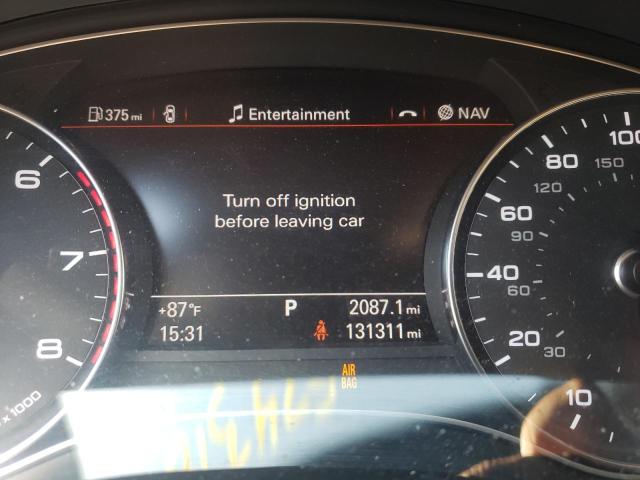 375 mi Entertainment NAV
Turn off ignition
before leaving car
+87°F P 2087.1 mi
15:31 131311 mi
AIR
BAG
6
7
8
x 1000
100
80
60
40
20
10
150
120
90
60
30